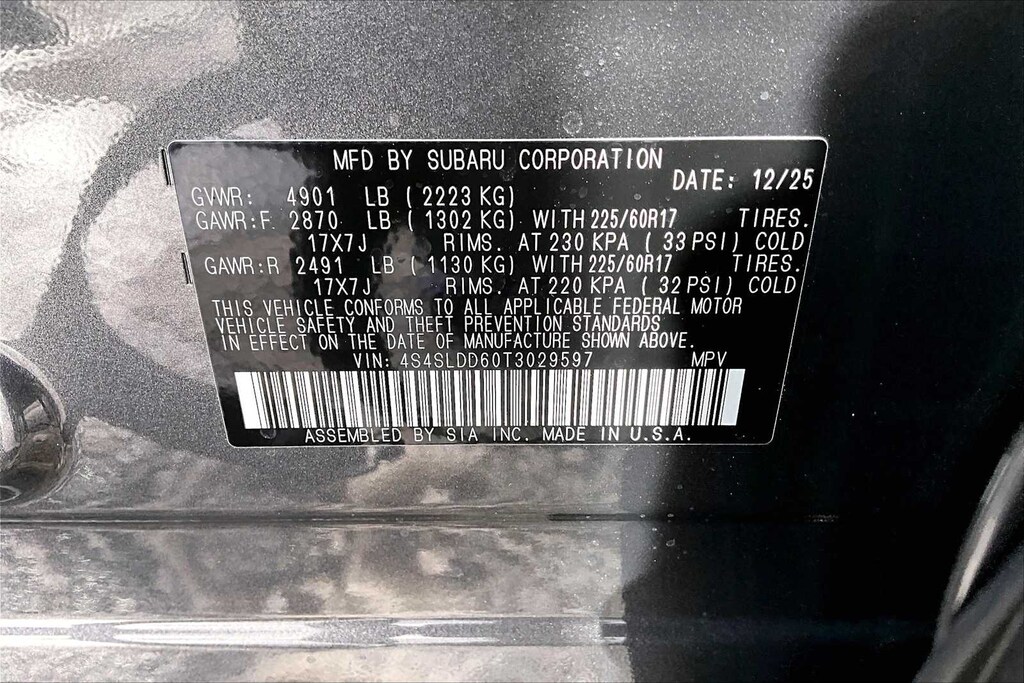 MFD BY SUBARU CORPORATION
DATE: 12/25
GVWR: 4901 LB (2223 KG)
GAWR:F 2870 LB (1302 KG) WITH 225/60R17 TIRES.
17X7J RIMS. AT 230 KPA (33 PSI) COLD
GAWR:R 2491 LB (1130 KG) WITH 225/60R17 TIRES.
17X7J RIMS. AT 220 KPA (32 PSI) COLD
THIS VEHICLE CONFORMS TO ALL APPLICABLE FEDERAL MOTOR
VEHICLE SAFETY AND THEFT PREVENTION STANDARDS
IN EFFECT ON THE DATE OF MANUFACTURE SHOWN ABOVE.
VIN: 4S4SLDD60T3029597 MPV
ASSEMBLED BY SIA INC. MADE IN U.S.A.